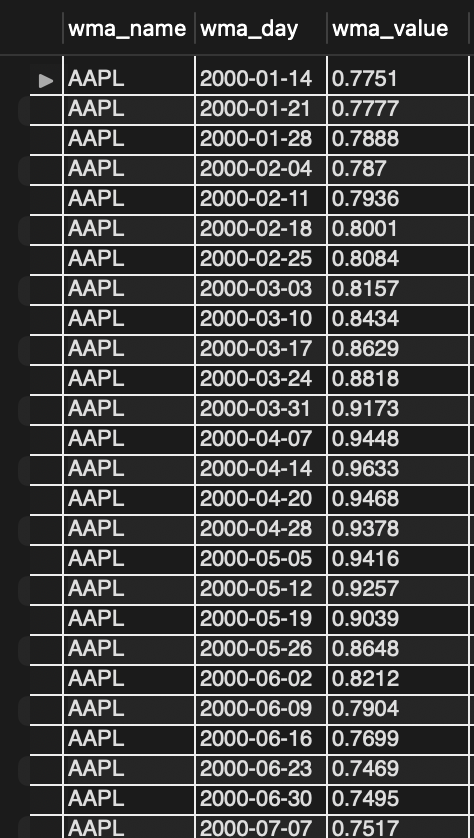 wma_name wma_day wma_value
AAPL 2000-01-14 0.7751
AAPL 2000-01-21 0.7777
AAPL 2000-01-28 0.7888
AAPL 2000-02-04 0.787
AAPL 2000-02-11 0.7936
AAPL 2000-02-18 0.8001
AAPL 2000-02-25 0.8084
AAPL 2000-03-03 0.8157
AAPL 2000-03-10 0.8434
AAPL 2000-03-17 0.8629
AAPL 2000-03-24 0.8818
AAPL 2000-03-31 0.9173
AAPL 2000-04-07 0.9448
AAPL 2000-04-14 0.9633
AAPL 2000-04-20 0.9468
AAPL 2000-04-28 0.9378
AAPL 2000-05-05 0.9416
AAPL 2000-05-12 0.9257
AAPL 2000-05-19 0.9039
AAPL 2000-05-26 0.8648
AAPL 2000-06-02 0.8212
AAPL 2000-06-09 0.7904
AAPL 2000-06-16 0.7699
AAPL 2000-06-23 0.7469
AAPL 2000-06-30 0.7495
AAPL 2000-07-07 0.7517